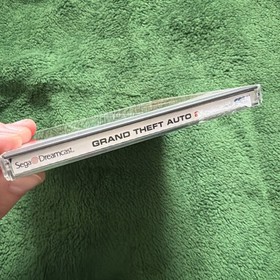 Sega Dreamcast.
GRAND THEFT AUTO 2